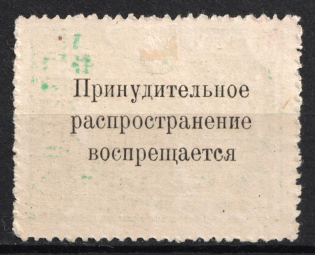 Принудительное
распространение
воспрещается